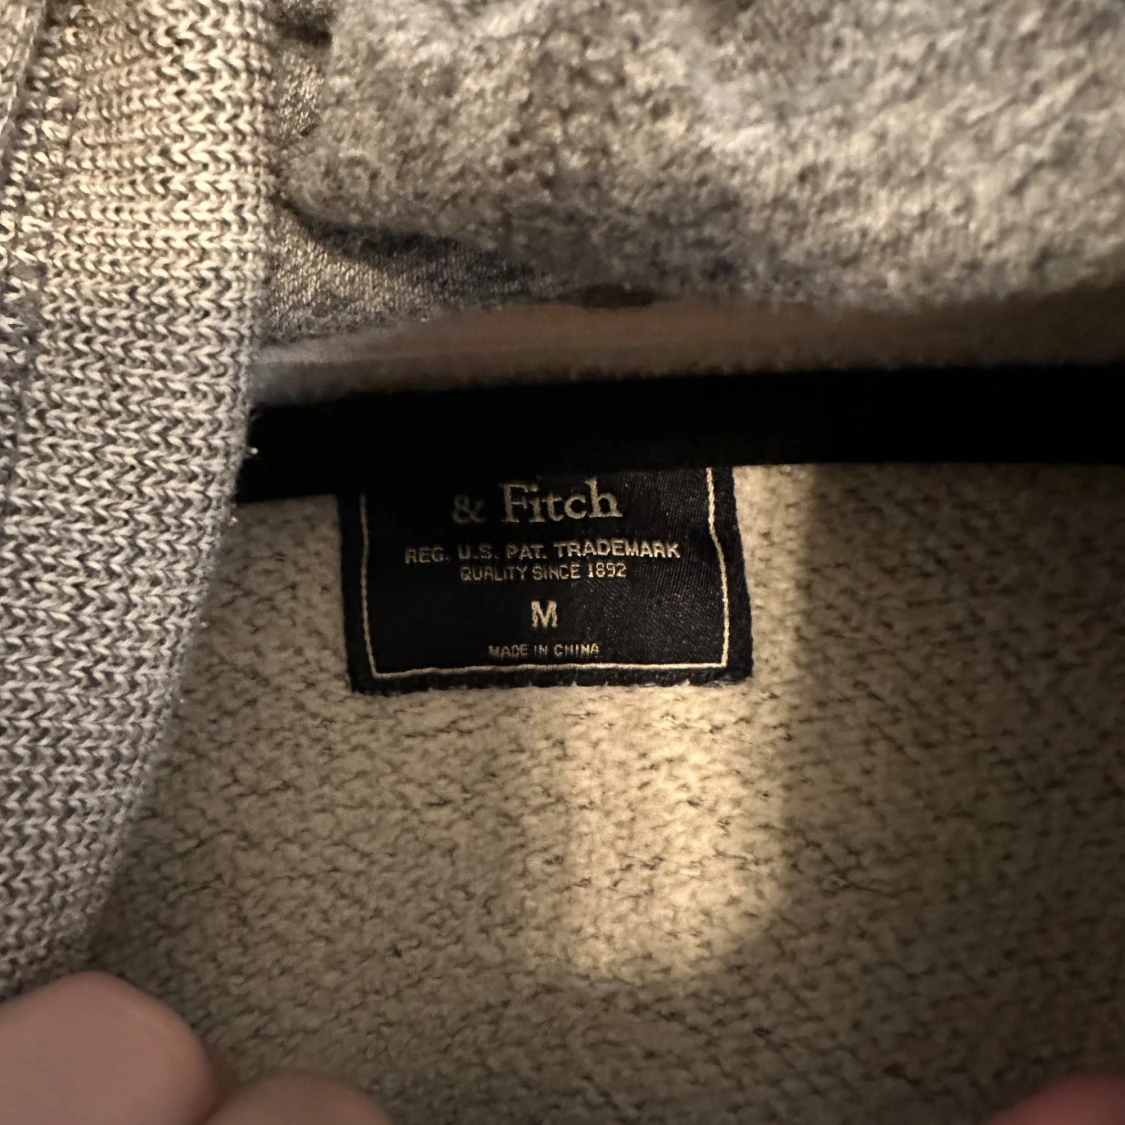 & Fitch
REG. U.S. PAT. TRADEMARK
QUALITY SINCE 1892
M
MADE IN CHINA